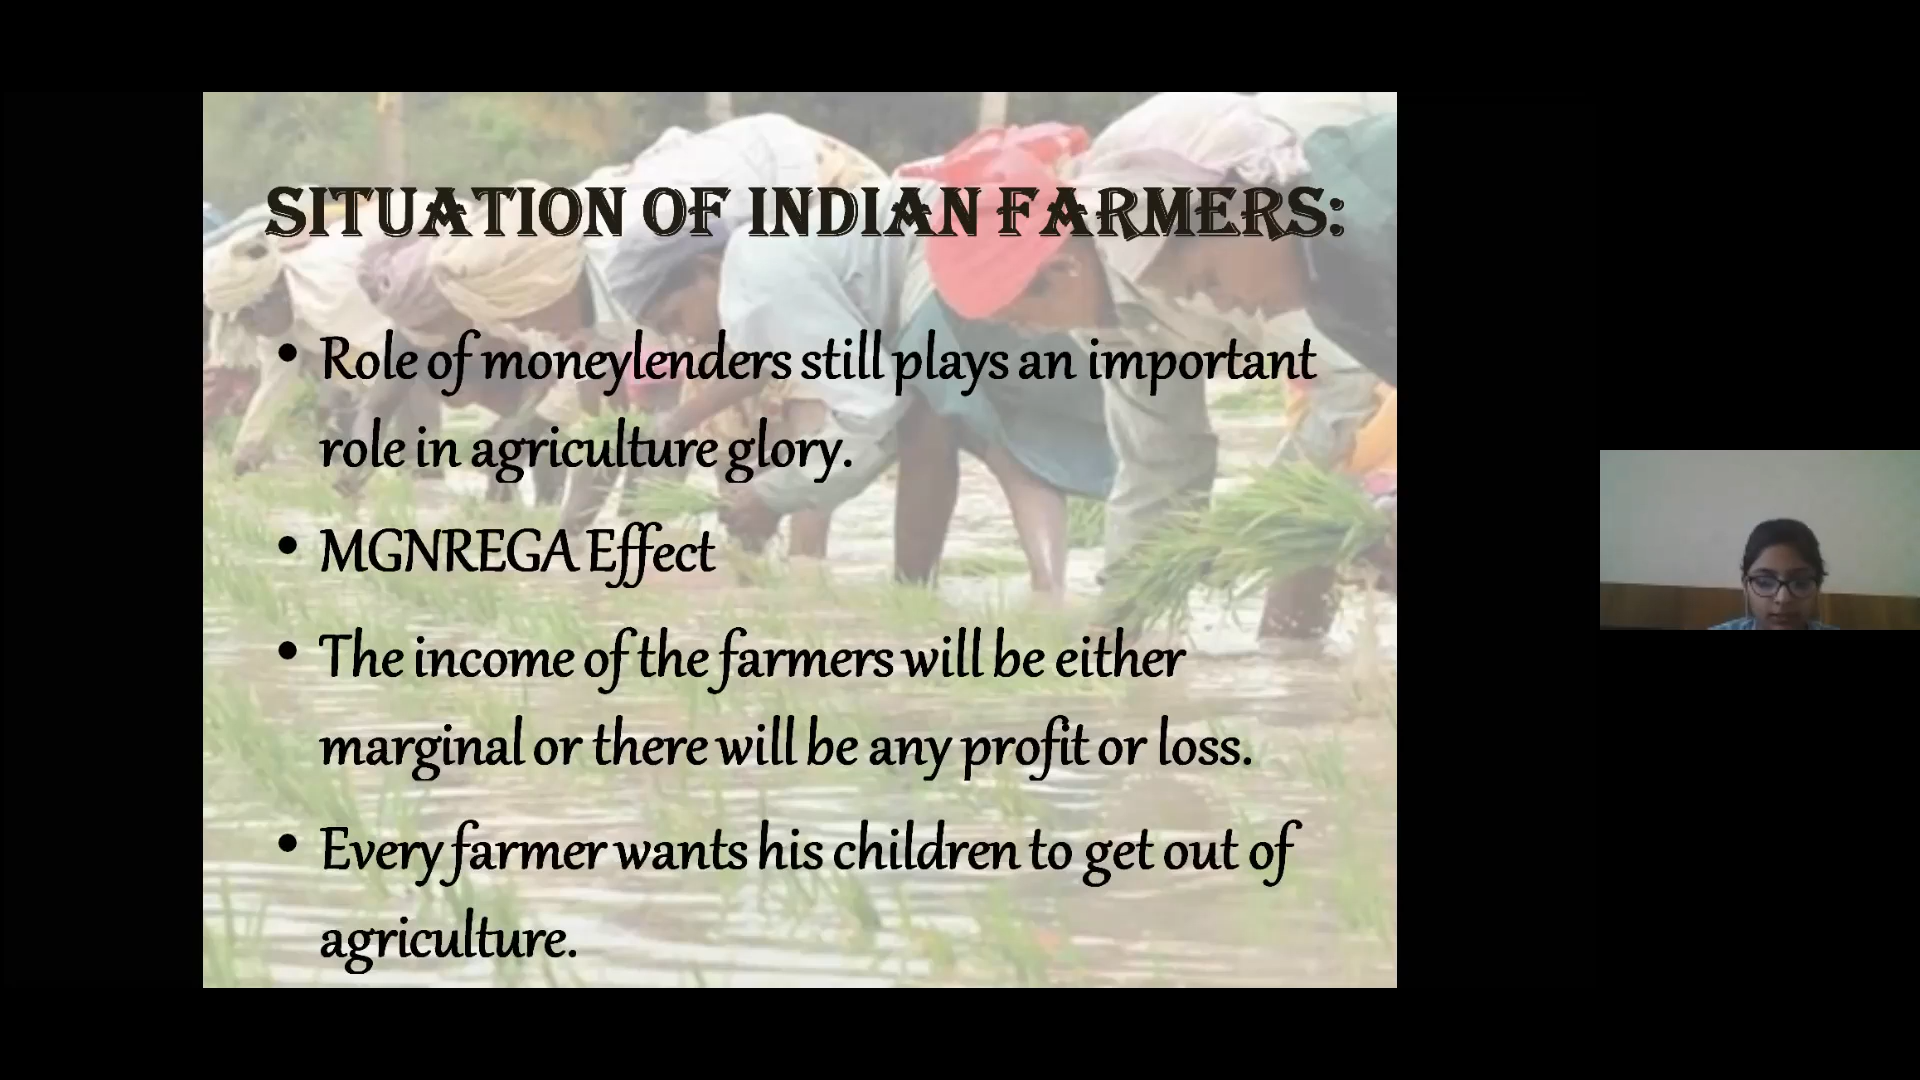 SITUATION OF INDIAN FARMERS:
• Role of moneylenders still plays an important
role in agriculture glory.
• MGNREGA Effect
• The income of the farmers will be either
marginal or there will be any profit or loss.
• Every farmer wants his children to get out of
agriculture.